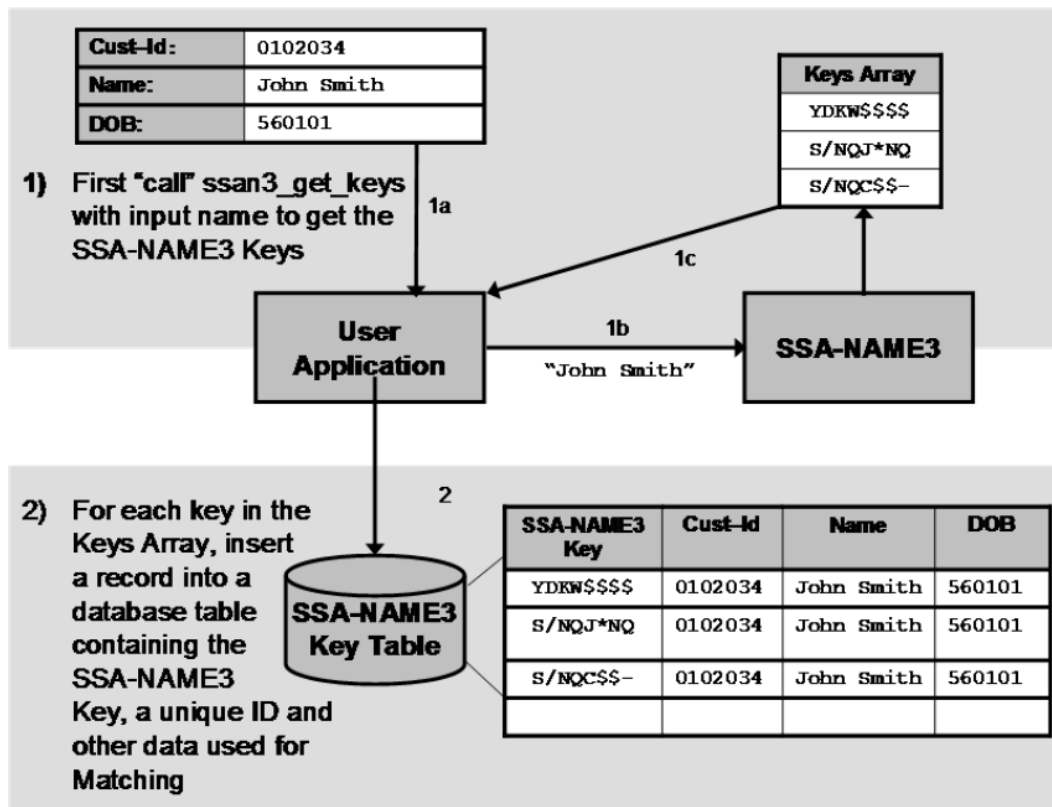 Cust-Id: 0102034
Name: John Smith
DOB: 560101
Keys Array
YDKW$$$$
S/NQJ*NQ
S/NQC$$-
1) First “call” ssan3_get_keys
with input name to get the
SSA-NAME3 Keys
1a
1c
User
Application
1b
“John Smith”
SSA-NAME3
2) For each key in the
Keys Array, insert
a record into a
database table
containing the
SSA-NAME3
Key, a unique ID and
other data used for
Matching
2
SSA-NAME3
Key Table
SSA-NAME3 Key Cust-Id Name DOB
YDKW$$$$ 0102034 John Smith 560101
S/NQJ*NQ 0102034 John Smith 560101
S/NQC$$- 0102034 John Smith 560101